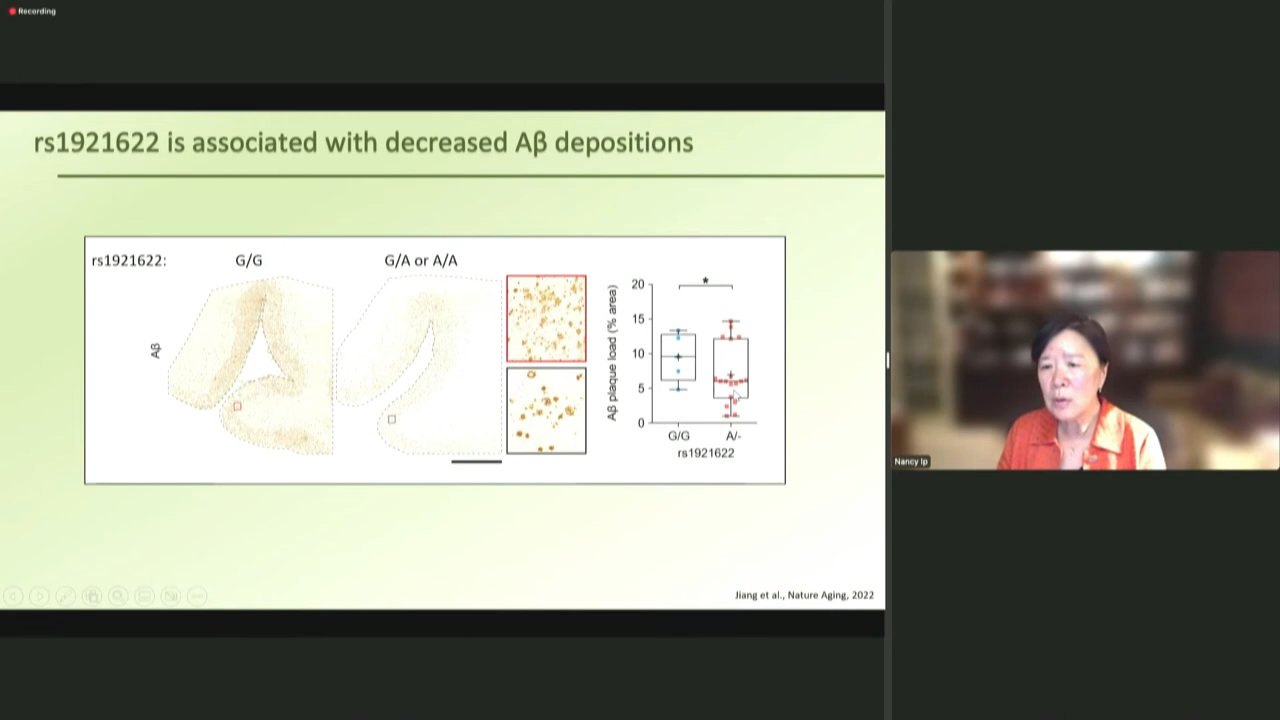 Recording
rs1921622 is associated with decreased Aβ depositions
rs1921622:
G/G
G/A or A/A
Aβ
Aβ plaque load (% area)
20
15
10
5
0
*
G/G
A/-
rs1921622
Jiang et al., Nature Aging, 2022
Nancy Ip